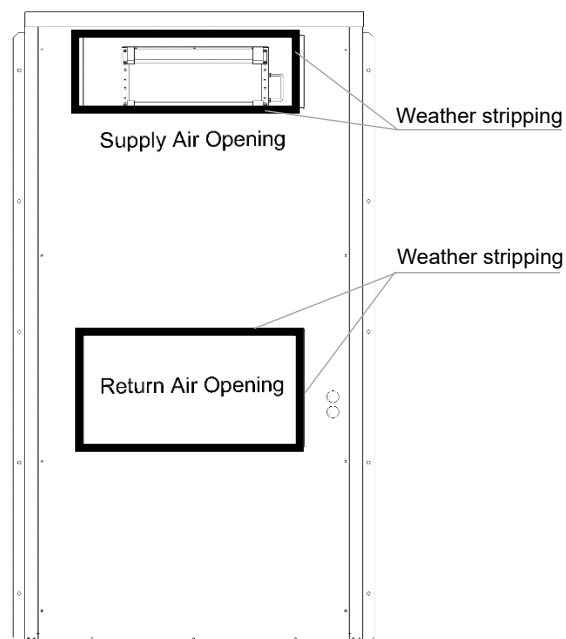 Weather stripping
Supply Air Opening
Weather stripping
Return Air Opening